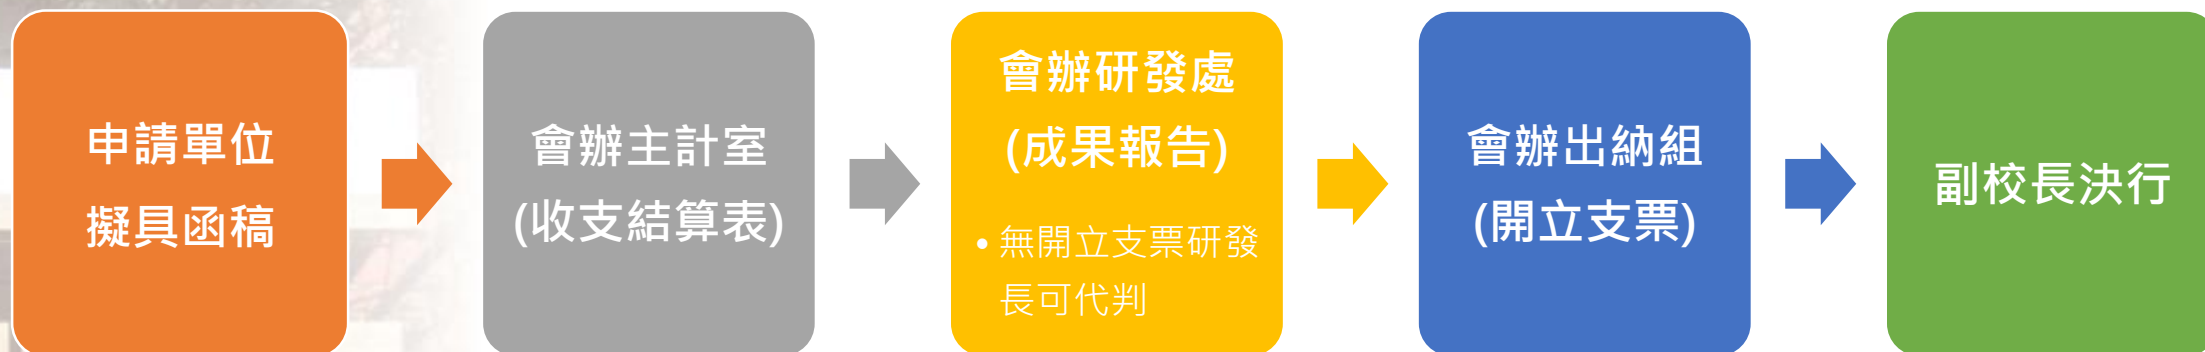 申請單位
擬具函稿
會辦主計室
(收支結算表)
會辦研發處
(成果報告)
• 無開立支票研發
長可代判
會辦出納組
(開立支票)
副校長決行